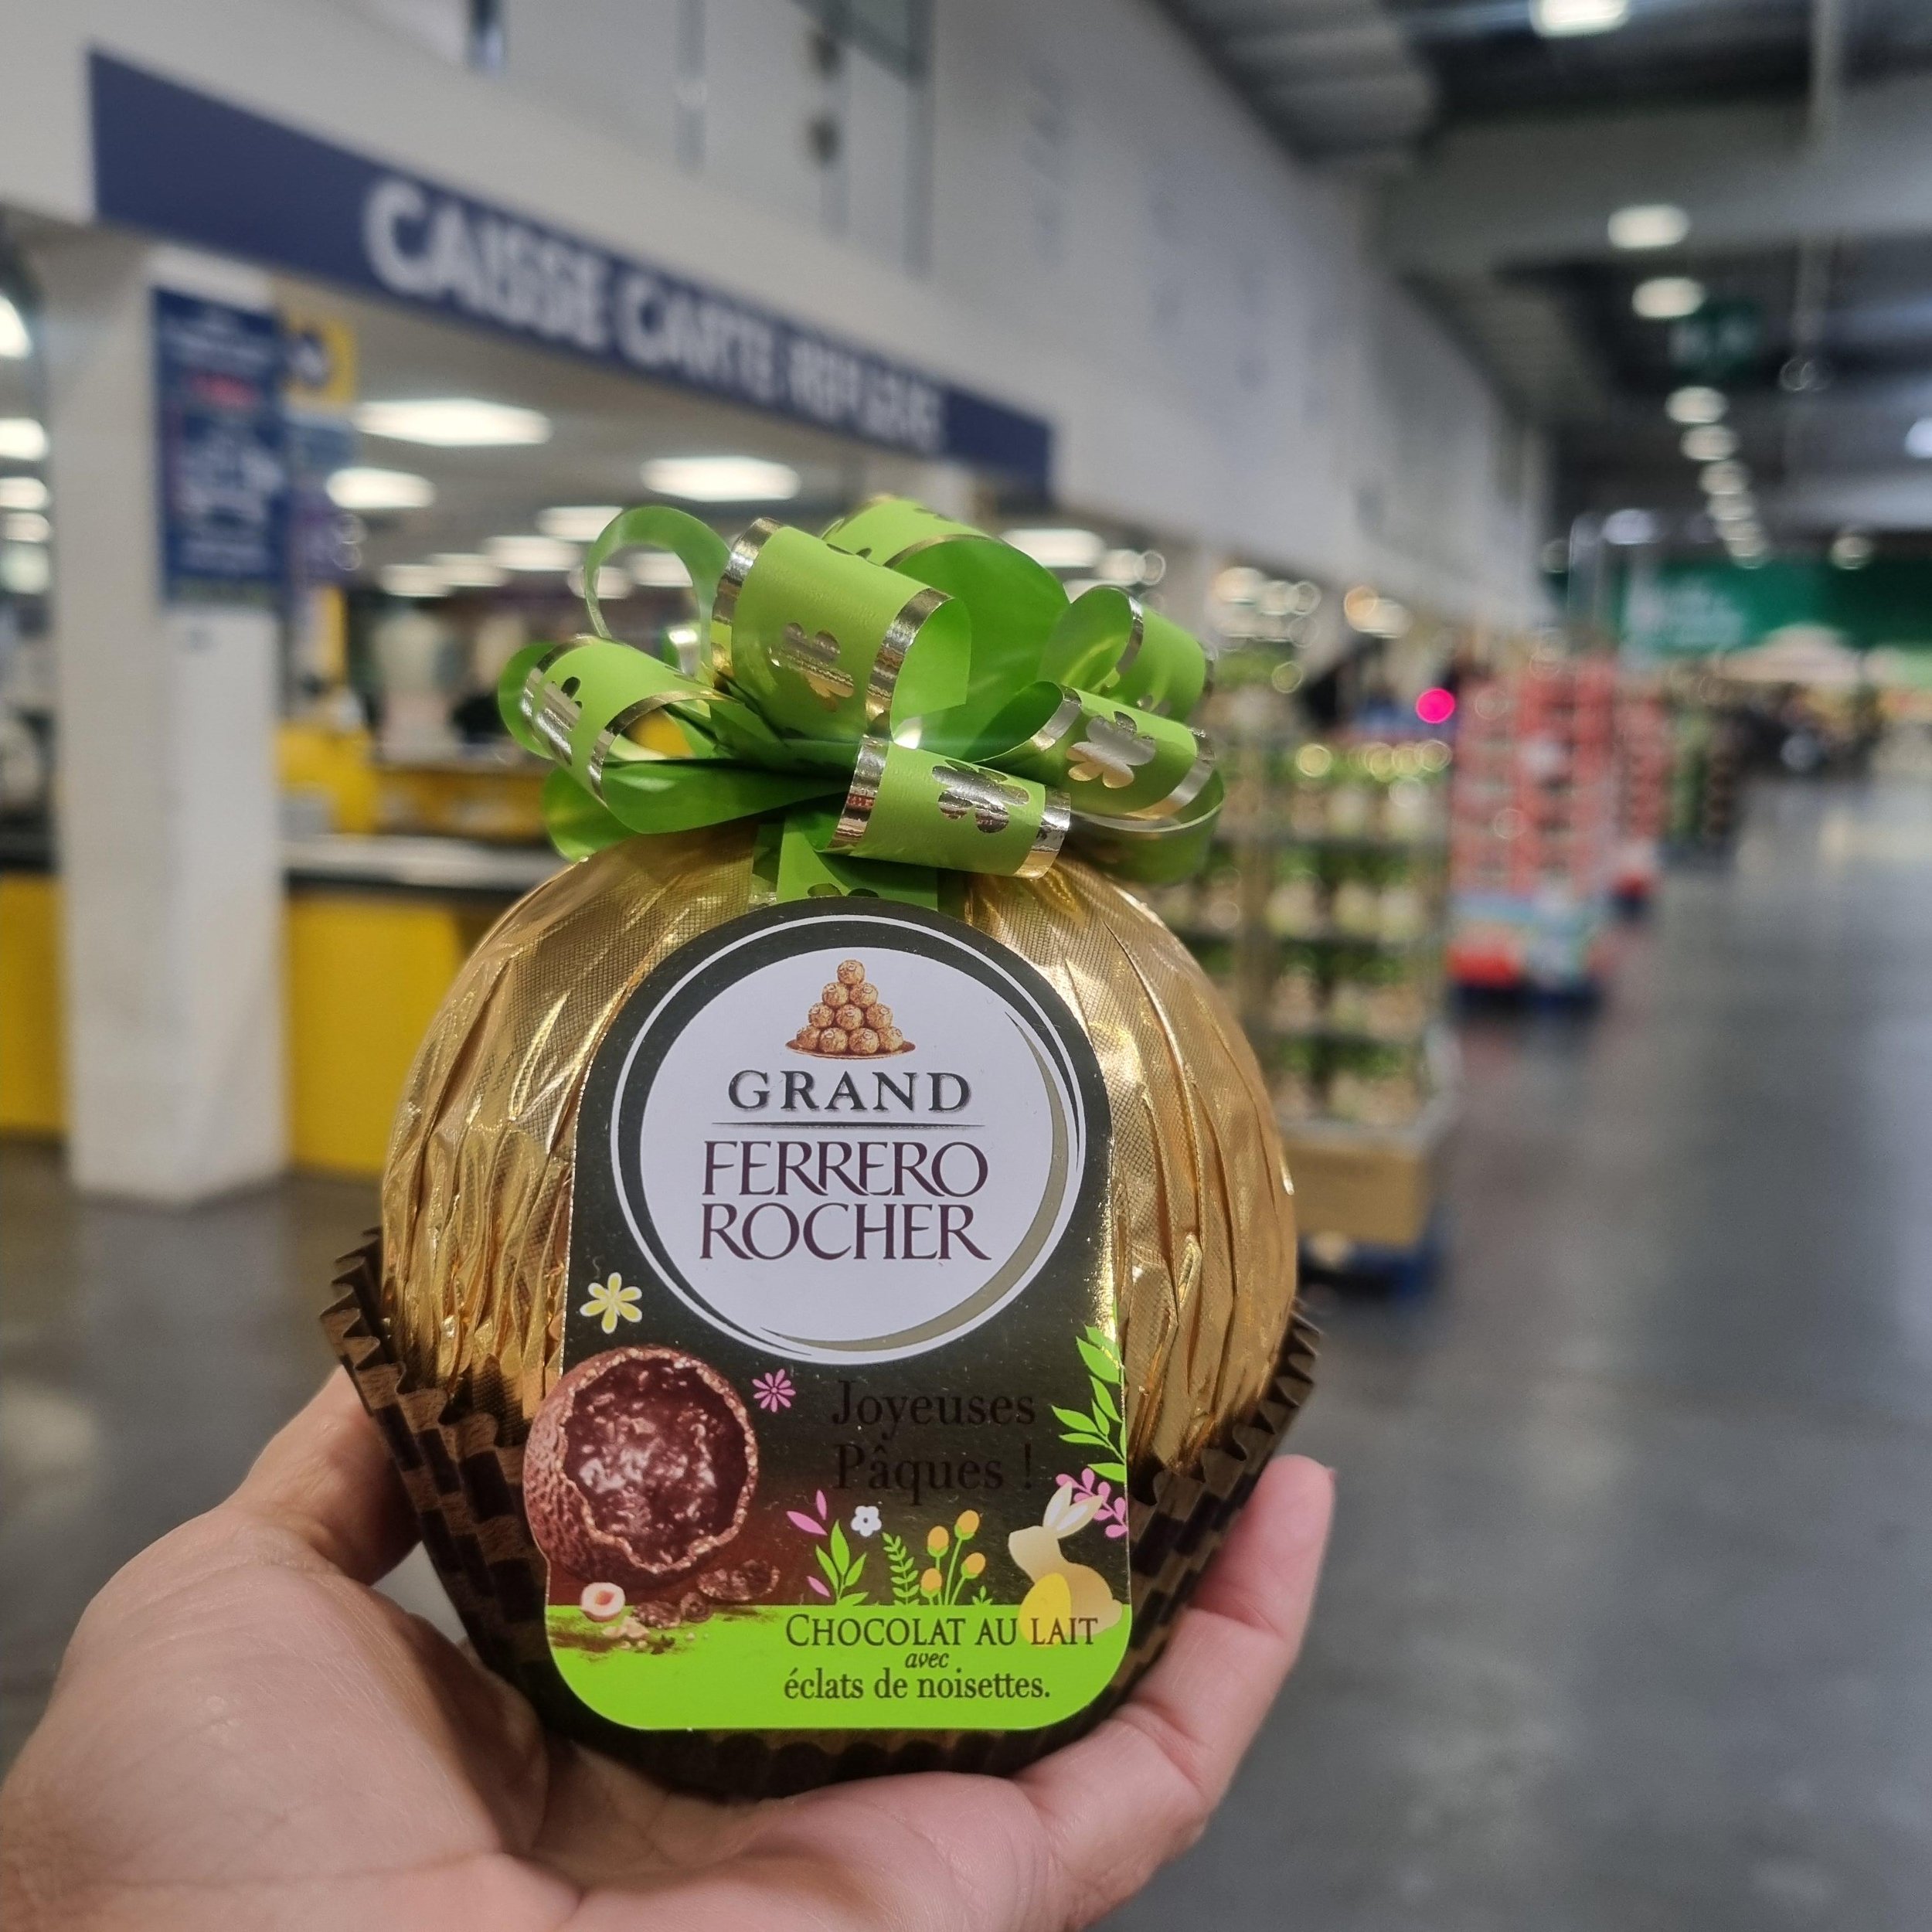 CAISSE CARTE
GRAND
FERRERO
ROCHER
Joyeuses
Pâques !
CHOCOLAT AU LAIT
avec
éclats de noisettes.